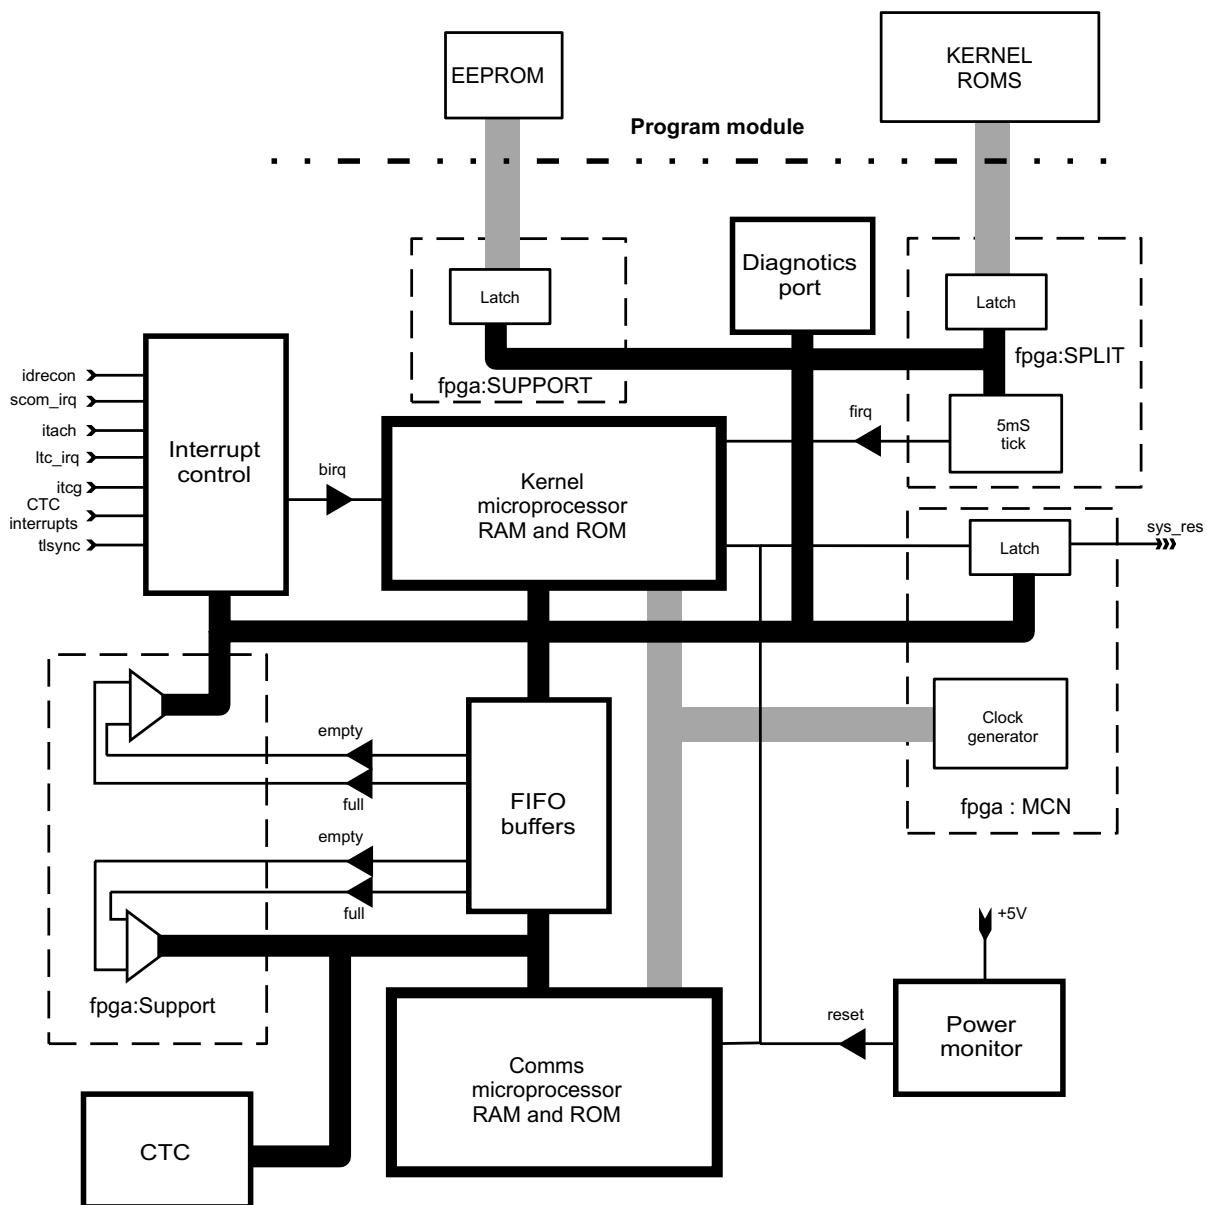 EEPROM
KERNEL
ROMS
Program module
Diagnotics
port
Latch
Latch
fpga:SPLIT
fpga:SUPPORT
idrecon
scom_irq
itach
ltc_irq
itcg
CTC
interrupts
tlsync
Interrupt
control
birq
Kernel
microprocessor
RAM and ROM
firq
5mS
tick
Latch
sys_res
Clock
generator
fpga : MCN
empty
full
empty
full
FIFO
buffers
fpga:Support
+5V
reset
Power
monitor
Comms
microprocessor
RAM and ROM
CTC